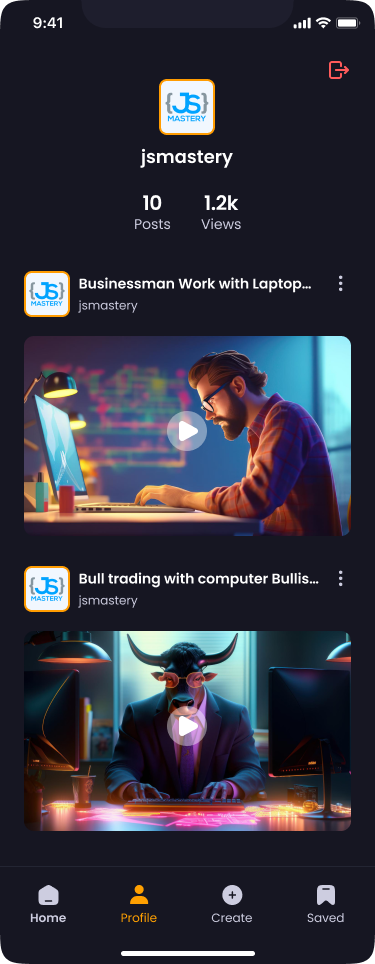 9:41
{JS}
MASTERY
jsmastery
10 1.2k
Posts Views
{JS}
MASTERY
Businessman Work with Laptop...
jsmastery
{JS}
MASTERY
Bull trading with computer Bullis...
jsmastery
Home Profile Create Saved